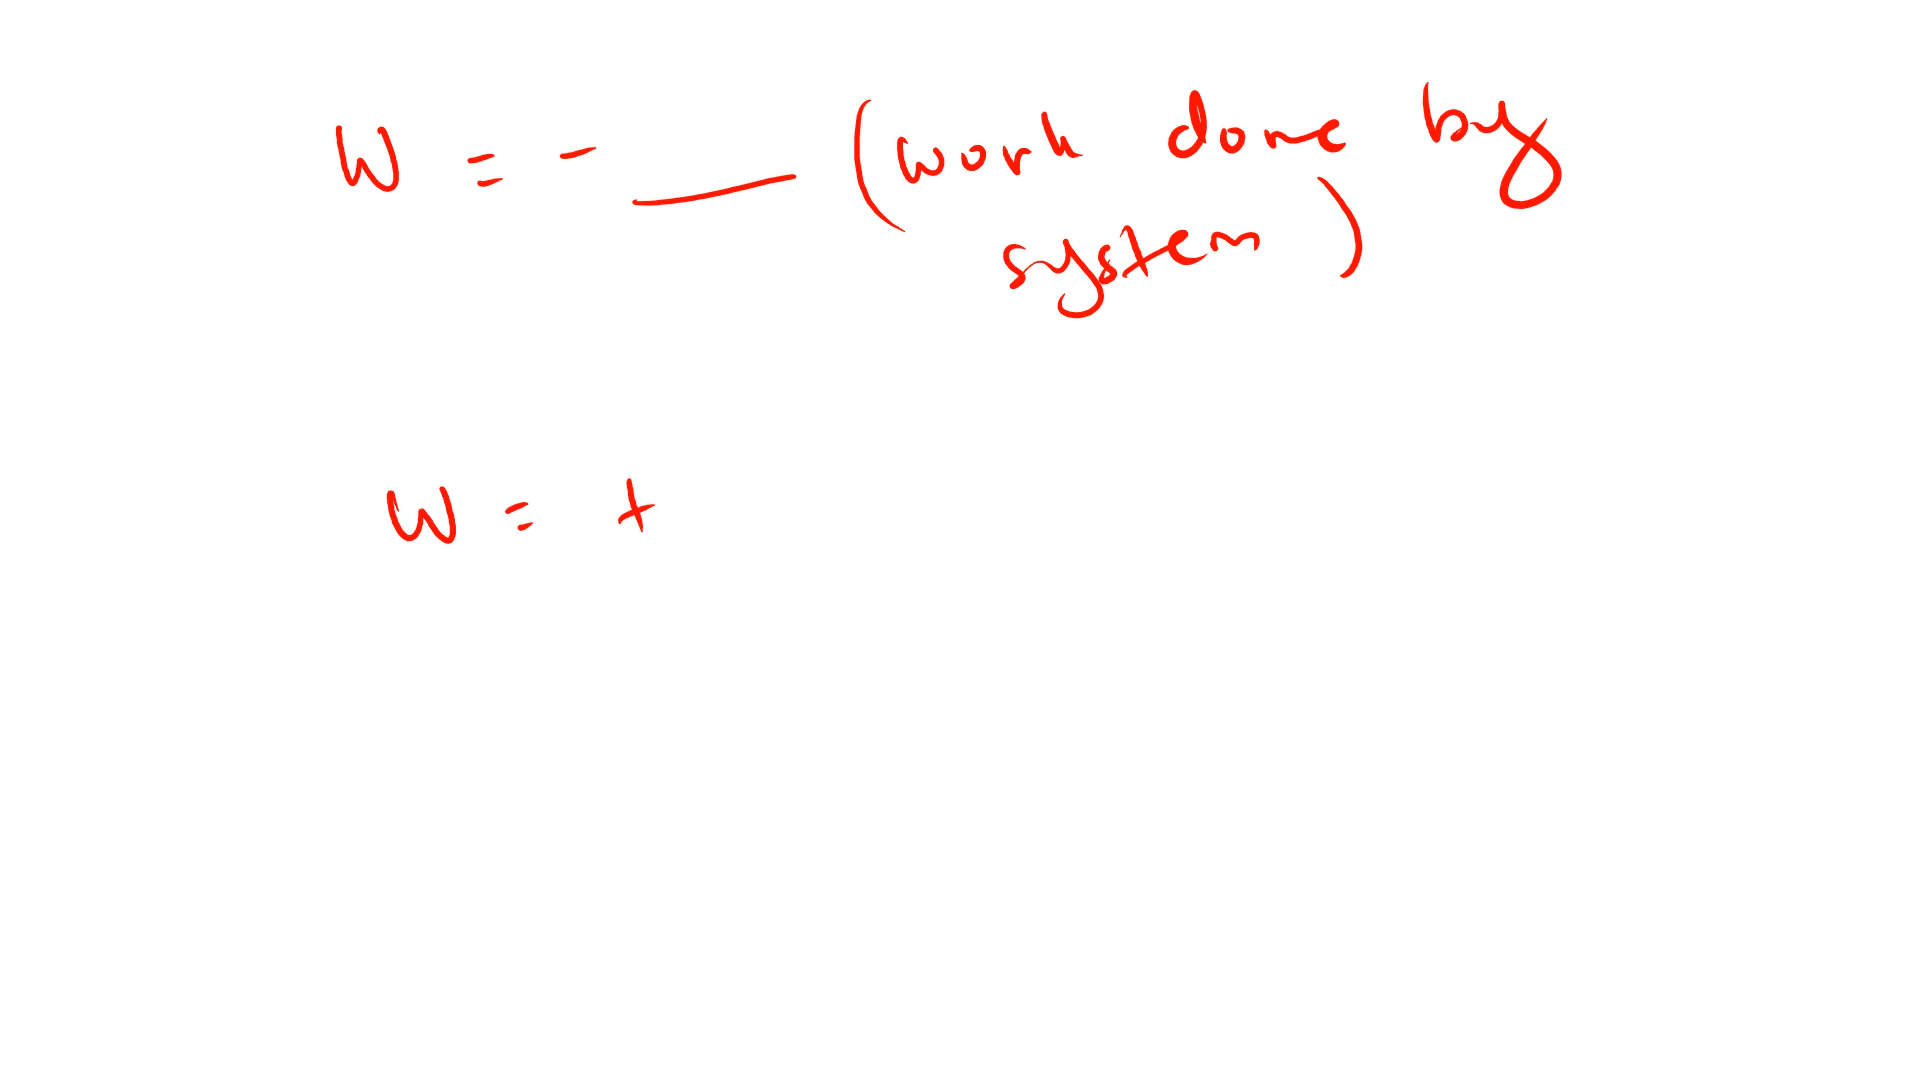 W = - ____ (work done by
system)
W = +